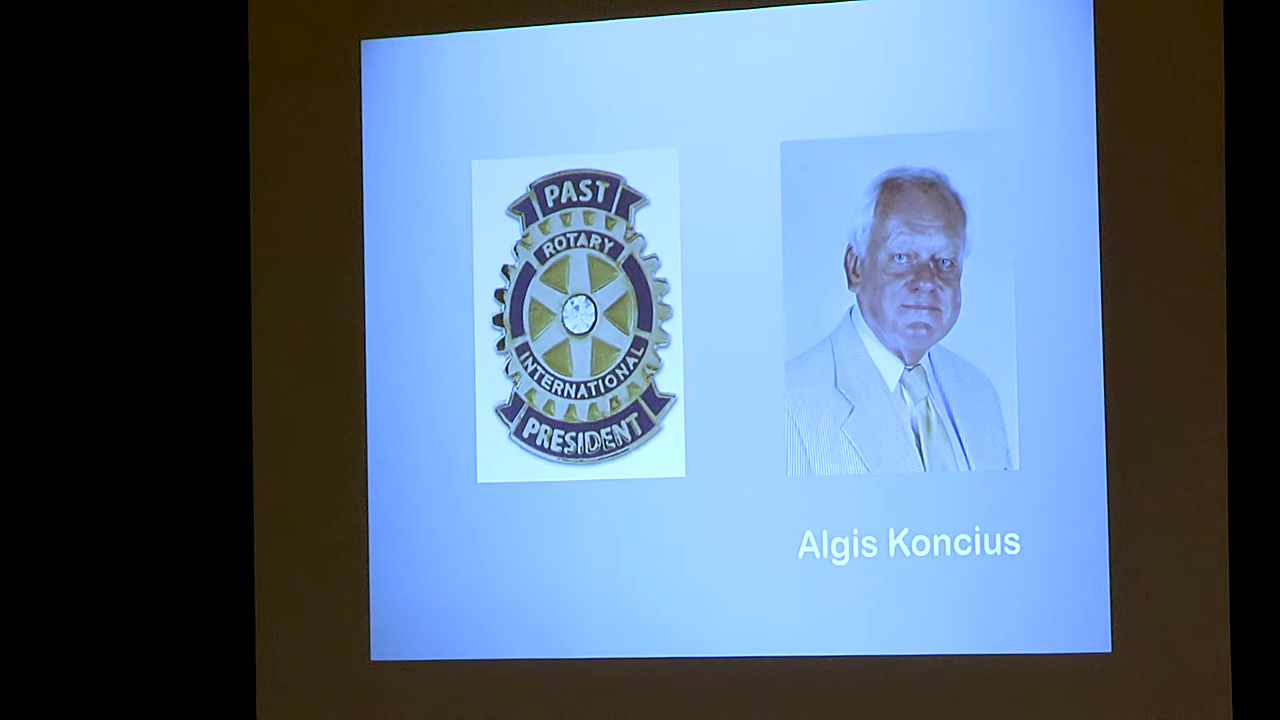 PAST
ROTARY
INTERNATIONAL
PRESIDENT
Algis Koncius